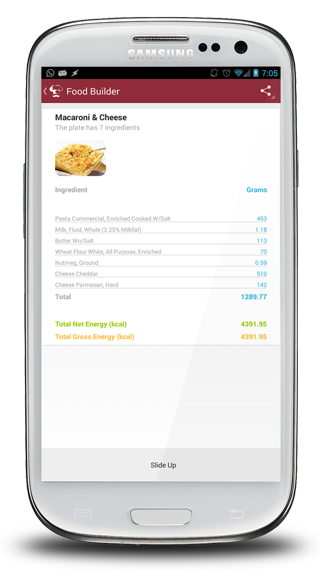 SAMSUNG
7:05
Food Builder
Macaroni & Cheese
The plate has 7 ingredients
Ingredient Grams
Pasta Commercial, Enriched Cooked W/Salt 453
Milk, Fluid, Whole (3.25% Milkfat) 1.18
Butter Wo/Salt 113
Wheat Flour White, All Purpose, Enriched 70
Nutmeg, Ground 0.59
Cheese Cheddar 510
Cheese Parmesan, Hard 142
Total 1289.77
Total Net Energy (kcal) 4391.95
Total Gross Energy (kcal) 4391.95
Slide Up